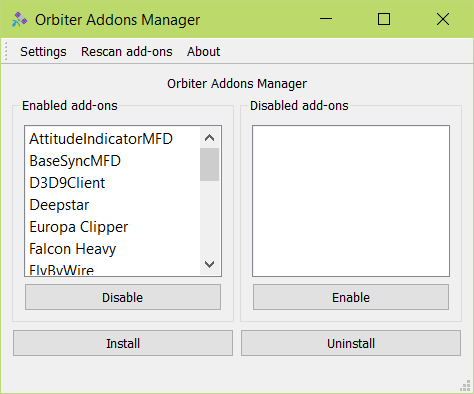 Orbiter Addons Manager
Settings Rescan add-ons About
Orbiter Addons Manager
Enabled add-ons
AttitudeIndicatorMFD
BaseSyncMFD
D3D9Client
Deepstar
Europa Clipper
Falcon Heavy
FlyByWire
Disable
Disabled add-ons
Enable
Install
Uninstall